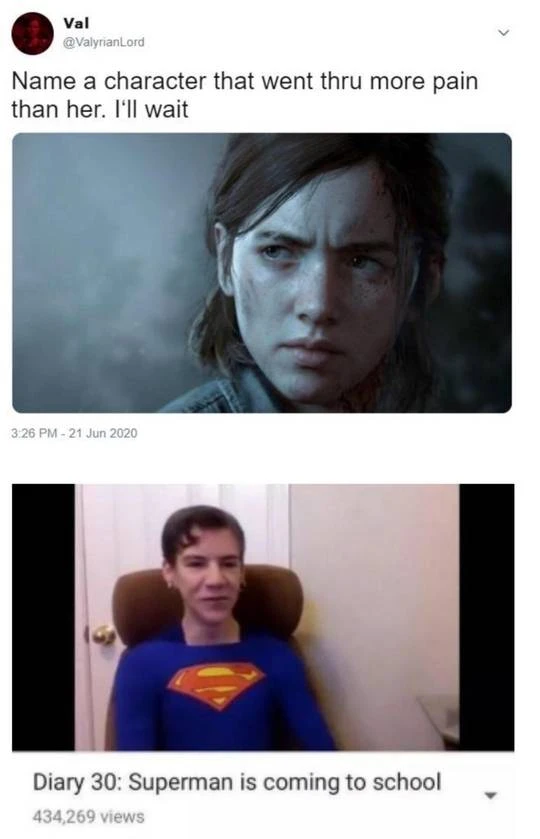 Val
@ValyrianLord
Name a character that went thru more pain
than her. I'll wait
3:26 PM - 21 Jun 2020
Diary 30: Superman is coming to school
434,269 views